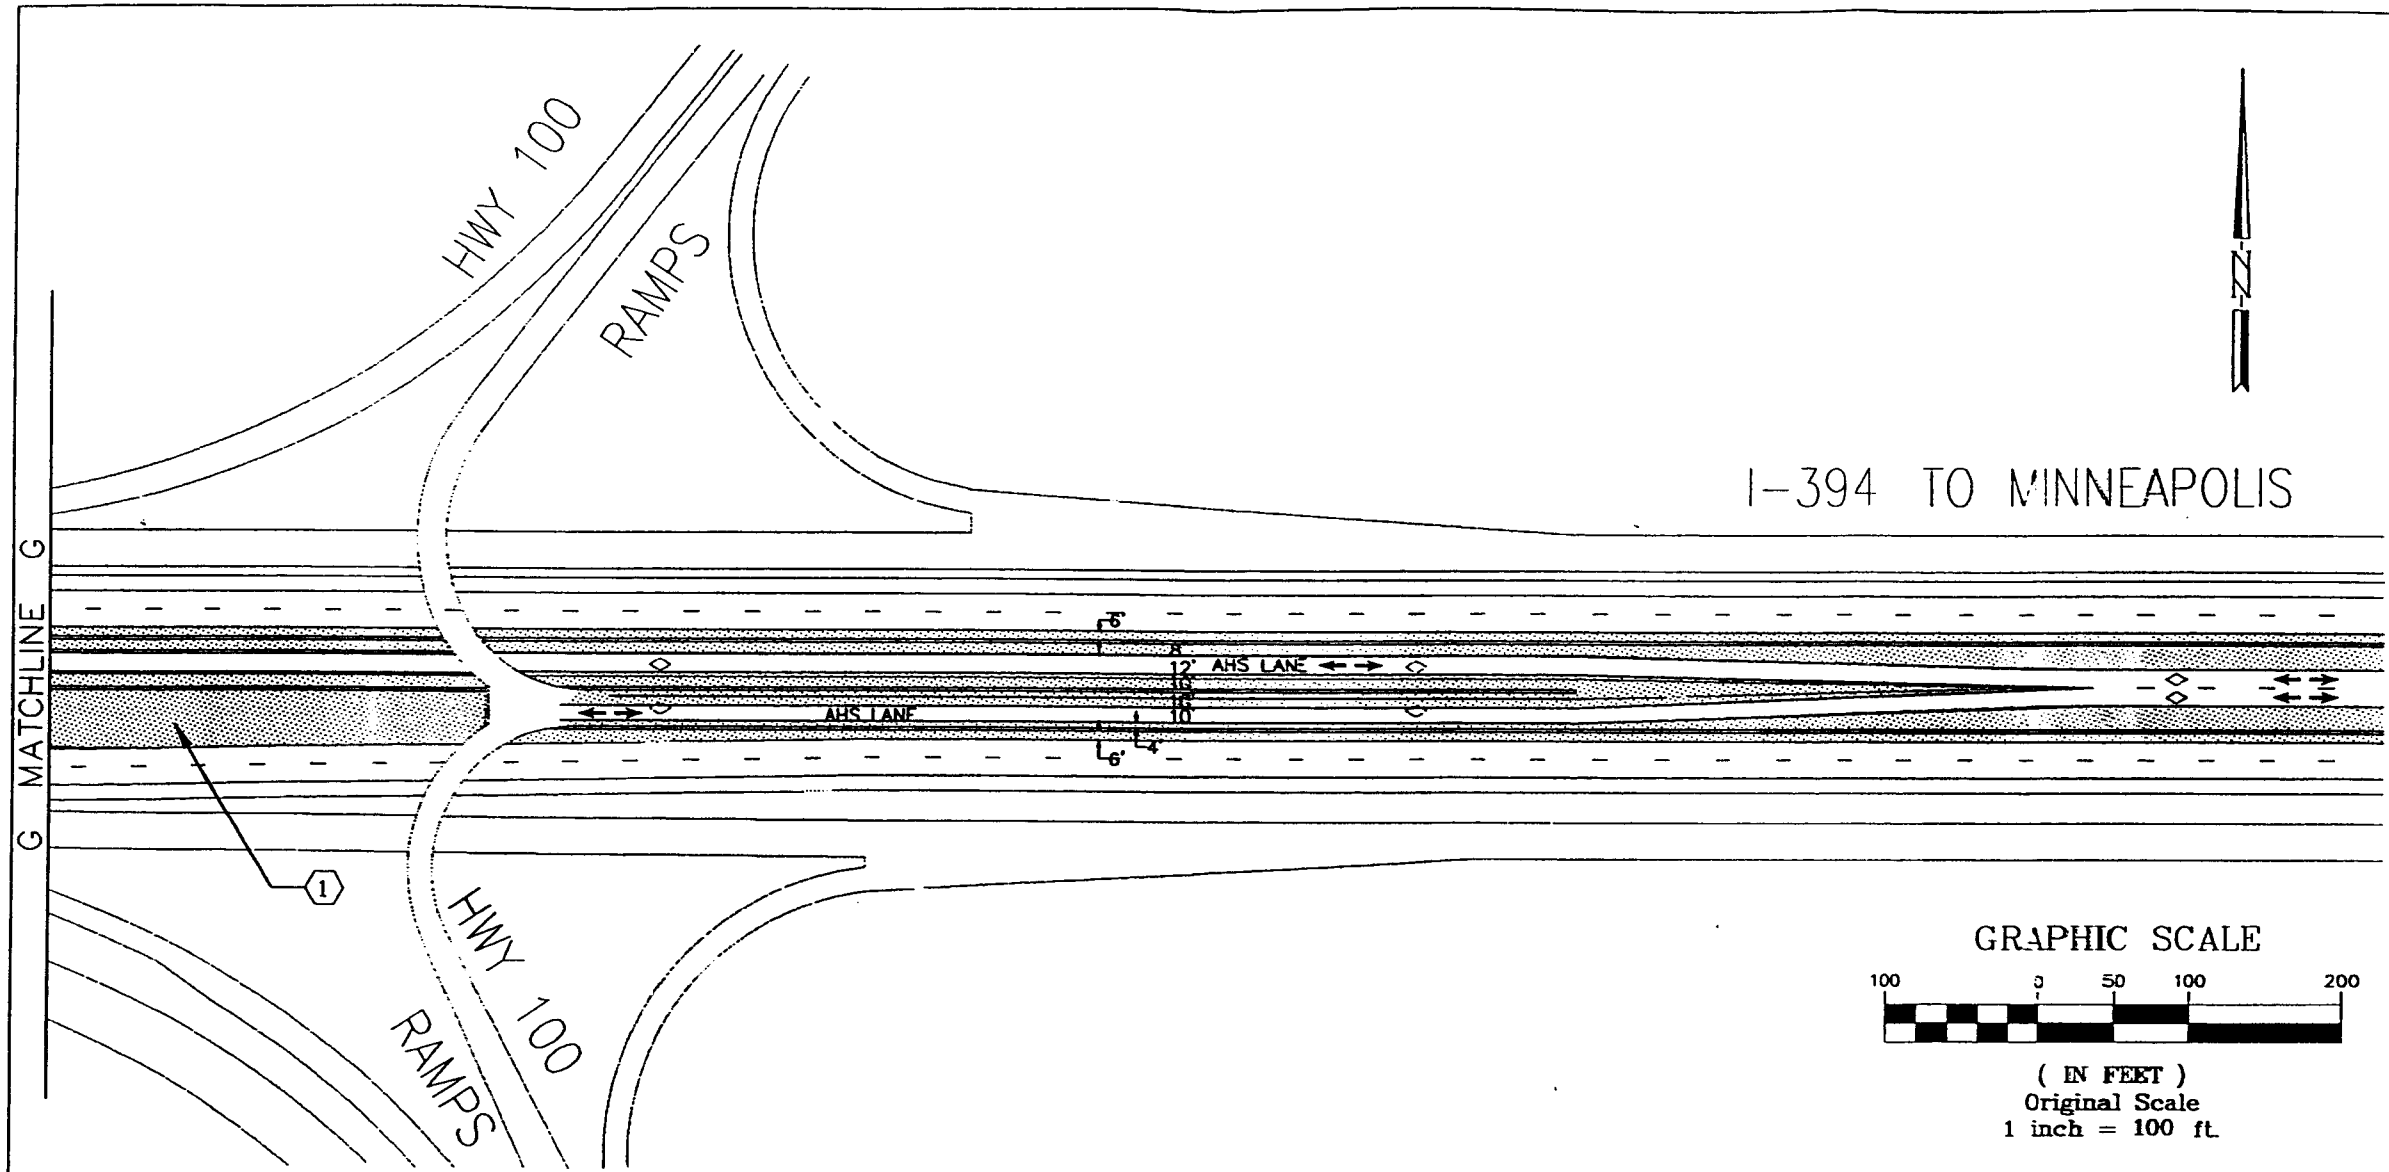 HWY 100
RAMPS
N
I-394 TO MINNEAPOLIS
G MATCHLINE G
6'
8'
12'
AHS LANE
10'
AHS LANE
4'
6'
1
HWY 100
RAMPS
GRAPHIC SCALE
100 0 50 100 200
( IN FEET )
Original Scale
1 inch = 100 ft.